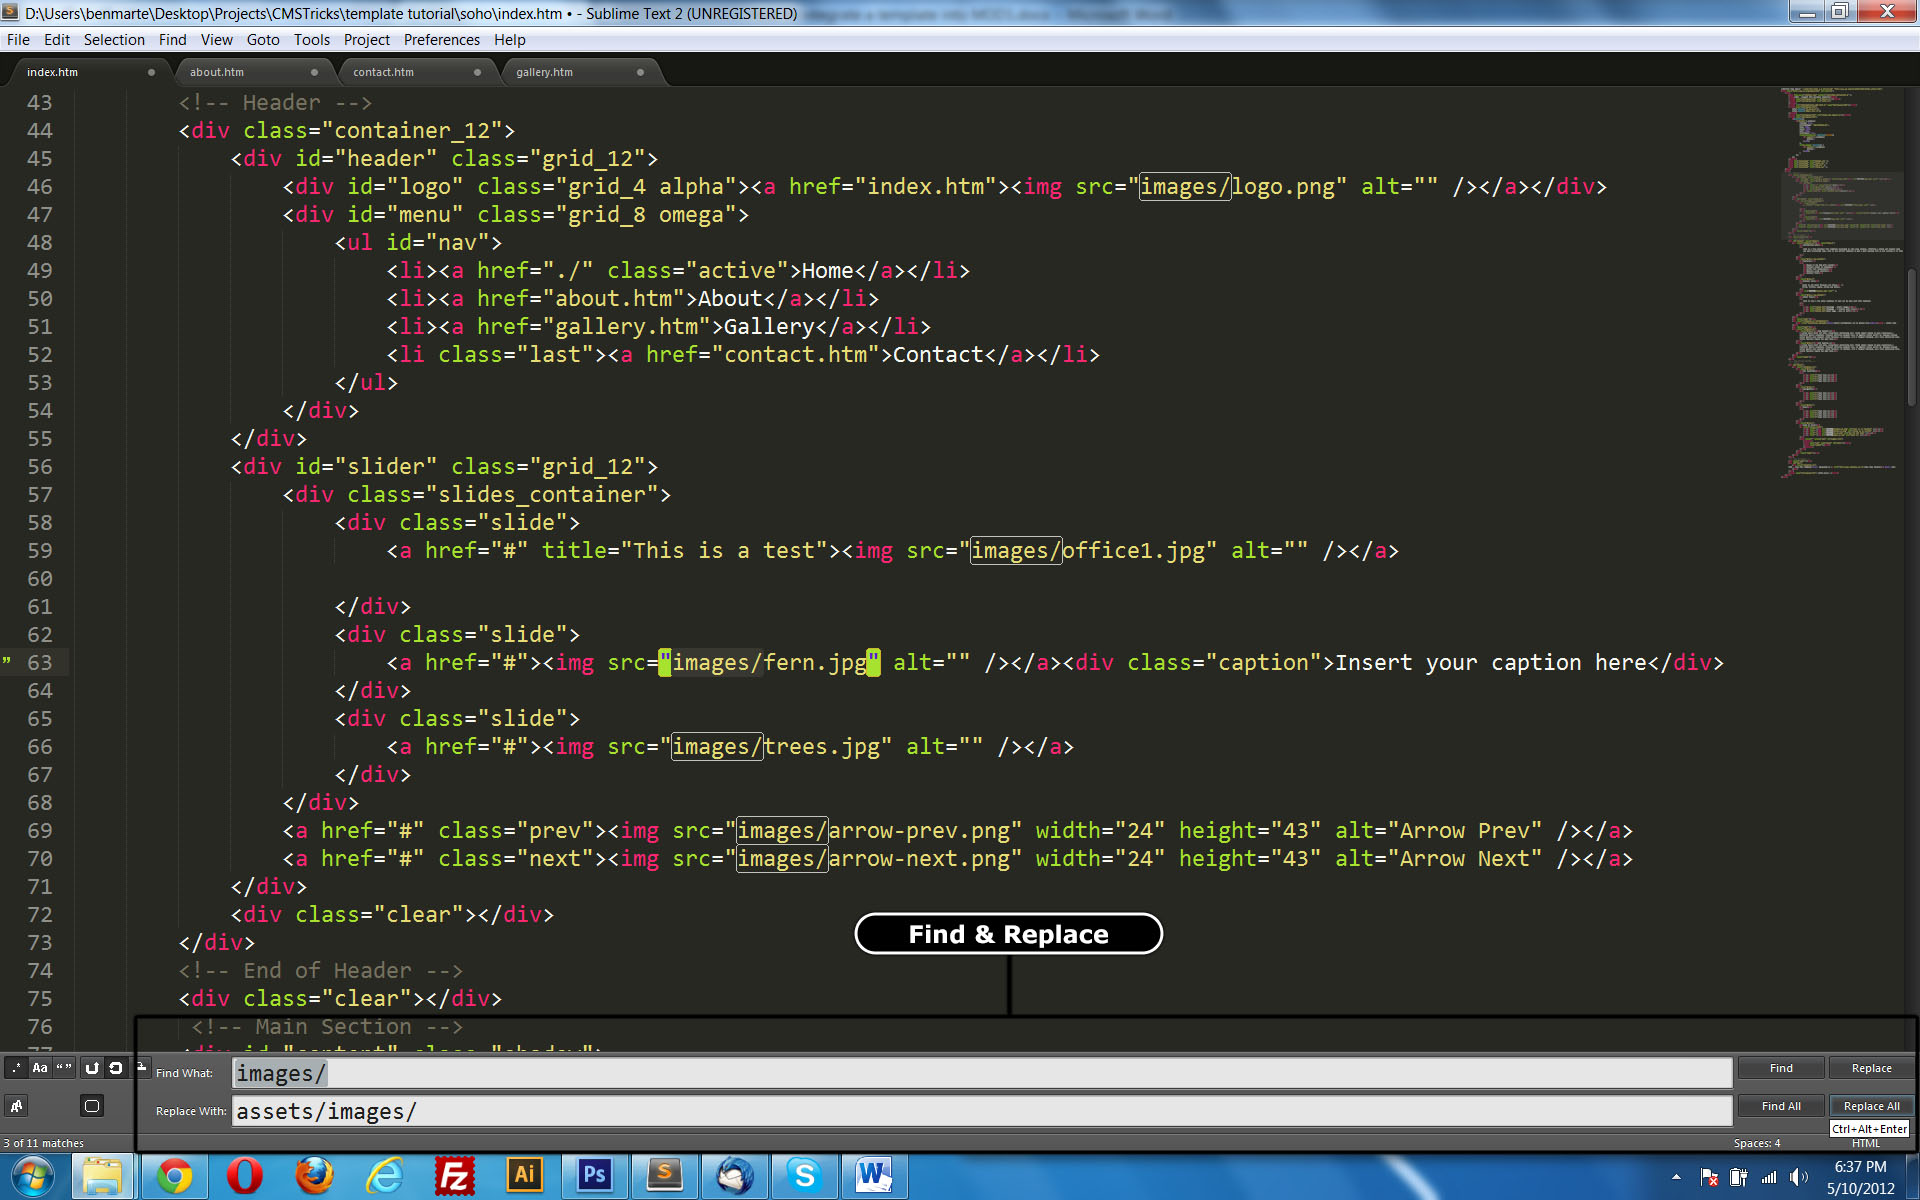 D:\Users\benmarte\Desktop\Projects\CMSTricks\template tutorial\soho\index.htm • - Sublime Text 2 (UNREGISTERED)
File Edit Selection Find View Goto Tools Project Preferences Help
index.htm about.htm contact.htm gallery.htm
43 <!-- Header -->
44 <div class="container_12">
45 <div id="header" class="grid_12">
46 <div id="logo" class="grid_4 alpha"><a href="index.htm"><img src="images/logo.png" alt="" /></a></div>
47 <div id="menu" class="grid_8 omega">
48 <ul id="nav">
49 <li><a href="./" class="active">Home</a></li>
50 <li><a href="about.htm">About</a></li>
51 <li><a href="gallery.htm">Gallery</a></li>
52 <li class="last"><a href="contact.htm">Contact</a></li>
53 </ul>
54 </div>
55 </div>
56 <div id="slider" class="grid_12">
57 <div class="slides_container">
58 <div class="slide">
59 <a href="#" title="This is a test"><img src="images/office1.jpg" alt="" /></a>
60
61 </div>
62 <div class="slide">
63 <a href="#"><img src="images/fern.jpg" alt="" /></a><div class="caption">Insert your caption here</div>
64 </div>
65 <div class="slide">
66 <a href="#"><img src="images/trees.jpg" alt="" /></a>
67 </div>
68 </div>
69 <a href="#" class="prev"><img src="images/arrow-prev.png" width="24" height="43" alt="Arrow Prev" /></a>
70 <a href="#" class="next"><img src="images/arrow-next.png" width="24" height="43" alt="Arrow Next" /></a>
71 </div>
72 <div class="clear"></div>
73 </div>
Find & Replace
74 <!-- End of Header -->
75 <div class="clear"></div>
76 <!-- Main Section -->
77 <div id="content" class="shadow">
.* Aa “ ” Find What: images/ Find Replace
Replace With: assets/images/ Find All Replace All
Ctrl+Alt+Enter
3 of 11 matches Spaces: 4 HTML
Fz Ai Ps S S W
6:37 PM
5/10/2012